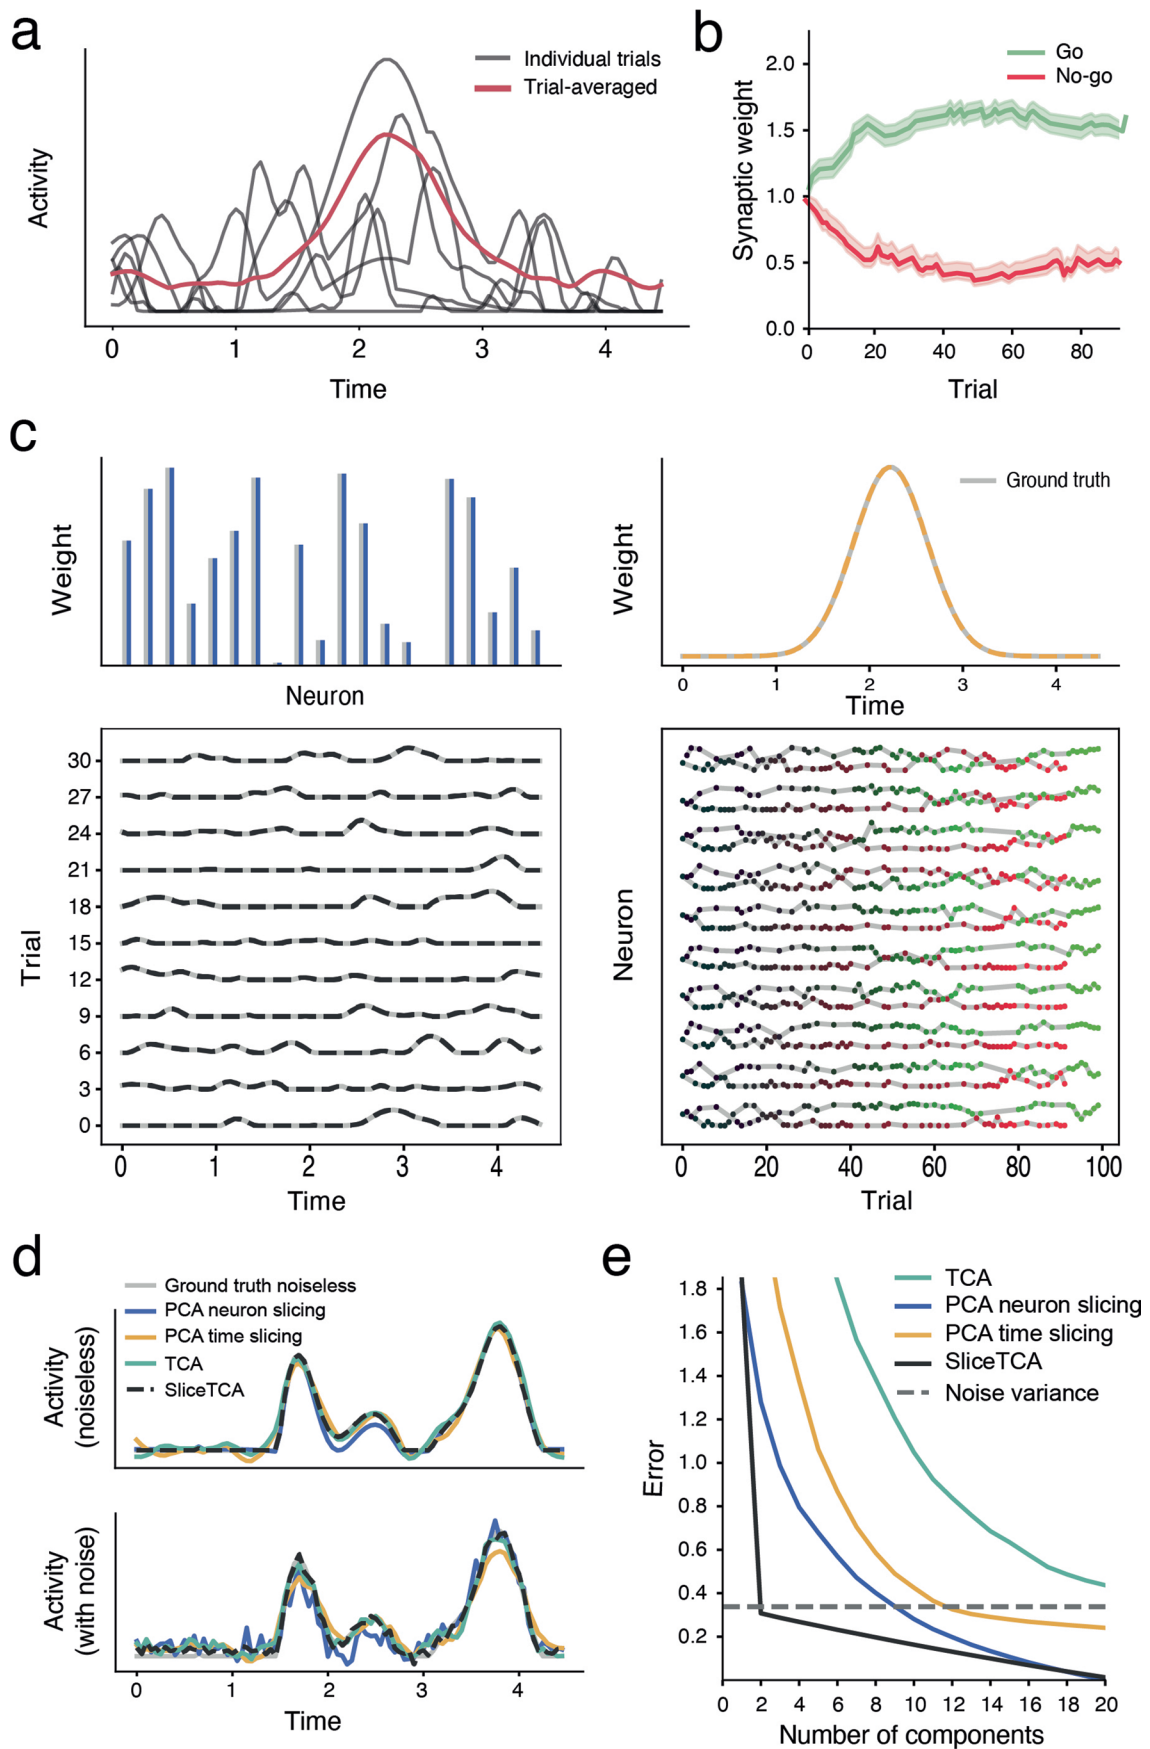 a
Individual trials
Trial-averaged
Activity
0 1 2 3 4
Time
b
Go
No-go
Synaptic weight
2.0
1.5
1.0
0.5
0.0
0 20 40 60 80
Trial
c
Weight
Neuron
Ground truth
Weight
0 1 2 3 4
Time
Trial
30
27
24
21
18
15
12
9
6
3
0
0 1 2 3 4
Time
Neuron
0 20 40 60 80 100
Trial
d
Ground truth noiseless
PCA neuron slicing
PCA time slicing
TCA
SliceTCA
Activity
(noiseless)
Activity
(with noise)
0 1 2 3 4
Time
e
TCA
PCA neuron slicing
PCA time slicing
SliceTCA
Noise variance
Error
1.8
1.6
1.4
1.2
1.0
0.8
0.6
0.4
0.2
0 2 4 6 8 10 12 14 16 18 20
Number of components